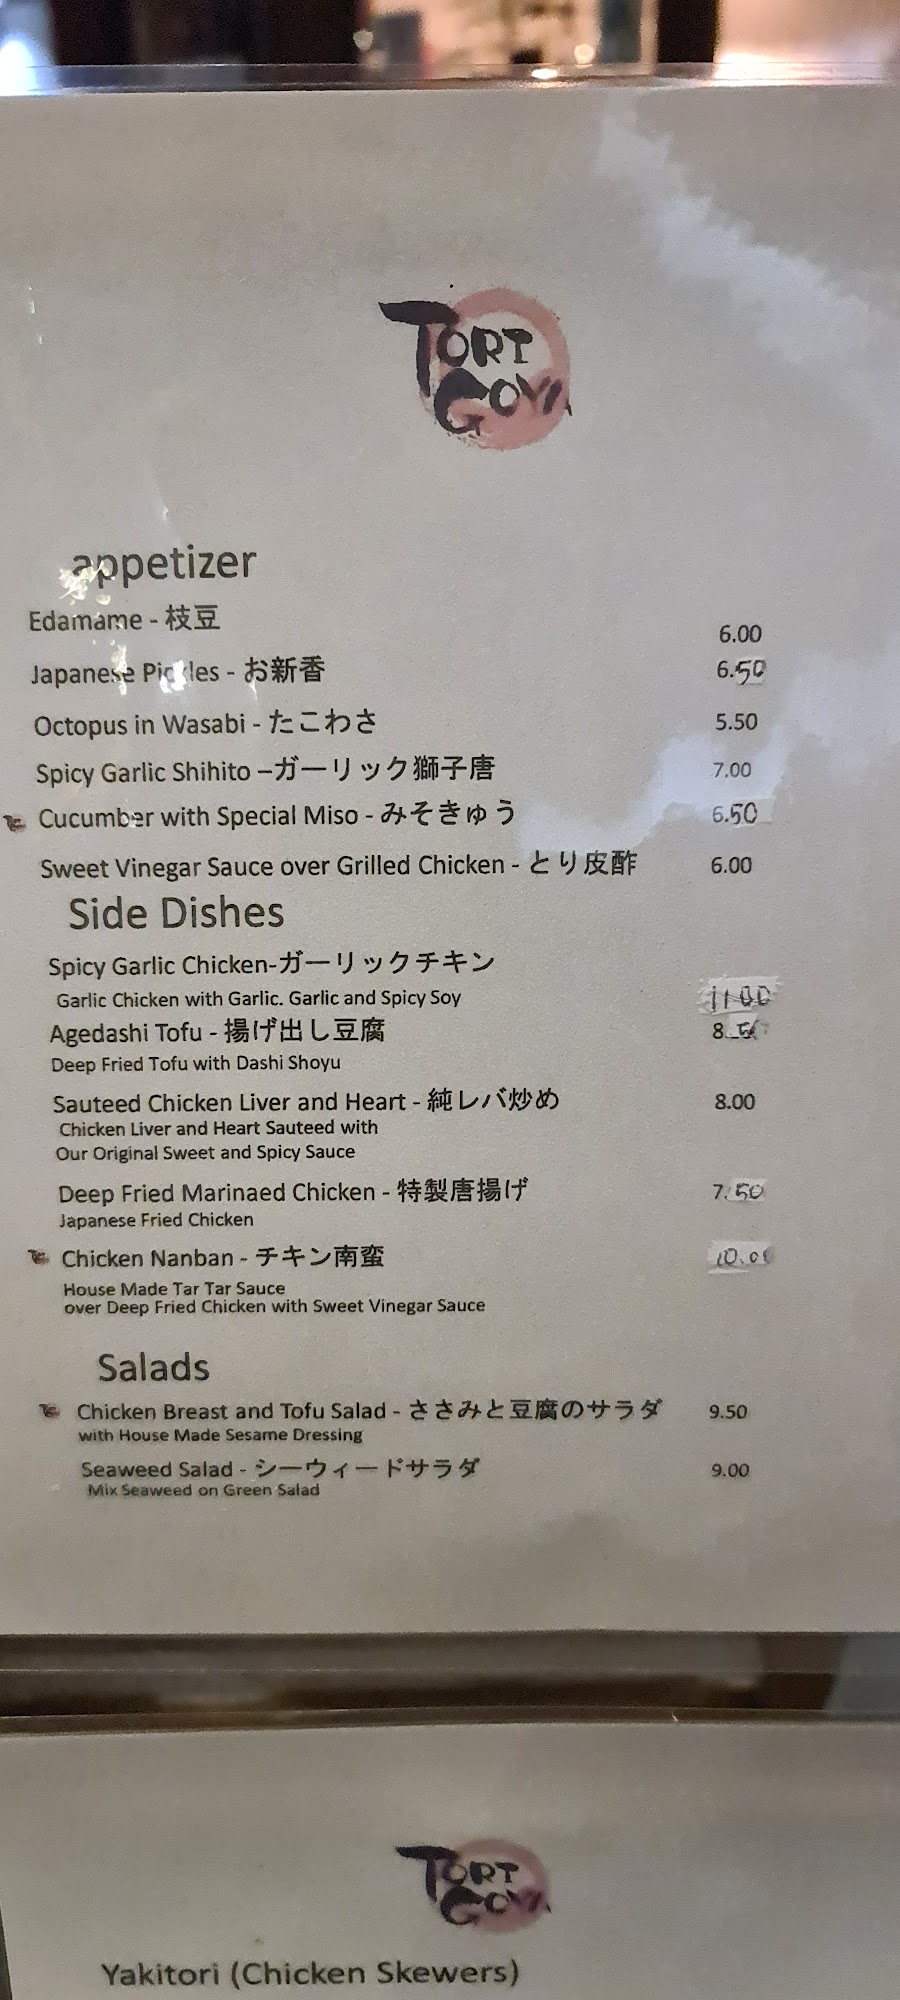 TORI
GOYA
appetizer
Edamame - 枝豆 6.00
Japanese Pickles - お新香 6.50
Octopus in Wasabi - たこわさ 5.50
Spicy Garlic Shihito –ガーリック獅子唐 7.00
Cucumber with Special Miso - みそきゅう 6.50
Sweet Vinegar Sauce over Grilled Chicken - とり皮酢 6.00
Side Dishes
Spicy Garlic Chicken-ガーリックチキン
Garlic Chicken with Garlic. Garlic and Spicy Soy 11.00
Agedashi Tofu - 揚げ出し豆腐 8.50
Deep Fried Tofu with Dashi Shoyu
Sauteed Chicken Liver and Heart - 純レバ炒め 8.00
Chicken Liver and Heart Sauteed with
Our Original Sweet and Spicy Sauce
Deep Fried Marinaed Chicken - 特製唐揚げ 7.50
Japanese Fried Chicken
Chicken Nanban - チキン南蛮 10.00
House Made Tar Tar Sauce
over Deep Fried Chicken with Sweet Vinegar Sauce
Salads
Chicken Breast and Tofu Salad - ささみと豆腐のサラダ 9.50
with House Made Sesame Dressing
Seaweed Salad - シーウィードサラダ 9.00
Mix Seaweed on Green Salad
TORI
GOYA
Yakitori (Chicken Skewers)